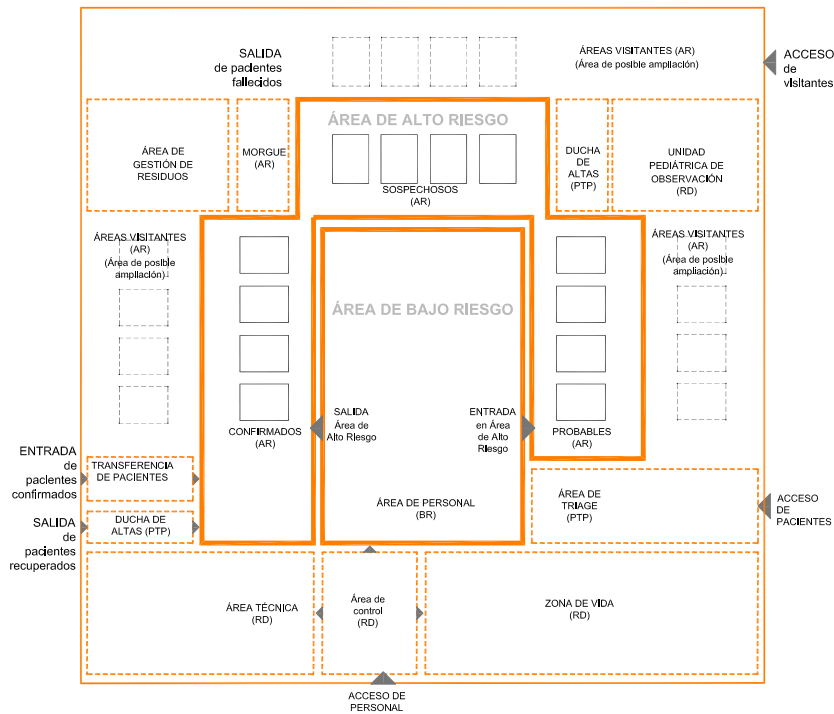 SALIDA
de pacientes
fallecidos
ÁREAS VISITANTES (AR)
(Área de posible ampliación)
ACCESO
de
visitantes
ÁREA DE ALTO RIESGO
ÁREA DE
GESTIÓN DE
RESIDUOS
MORGUE
(AR)
SOSPECHOSOS
(AR)
DUCHA
DE
ALTAS
(PTP)
UNIDAD
PEDIÁTRICA DE
OBSERVACIÓN
(RD)
ÁREAS VISITANTES
(AR)
(Área de posible
ampliación)
ÁREAS VISITANTES
(AR)
(Área de posible
ampliación)
ÁREA DE BAJO RIESGO
CONFIRMADOS
(AR)
SALIDA
Área de
Alto Riesgo
ENTRADA
en Área
de Alto
Riesgo
PROBABLES
(AR)
ENTRADA
de
pacientes
confirmados
TRANSFERENCIA
DE PACIENTES
ÁREA DE PERSONAL
(BR)
ÁREA DE
TRIAGE
(PTP)
ACCESO
DE
PACIENTES
SALIDA
de
pacientes
recuperados
DUCHA DE
ALTAS (PTP)
ÁREA TÉCNICA
(RD)
Área de
control
(RD)
ZONA DE VIDA
(RD)
ACCESO DE
PERSONAL